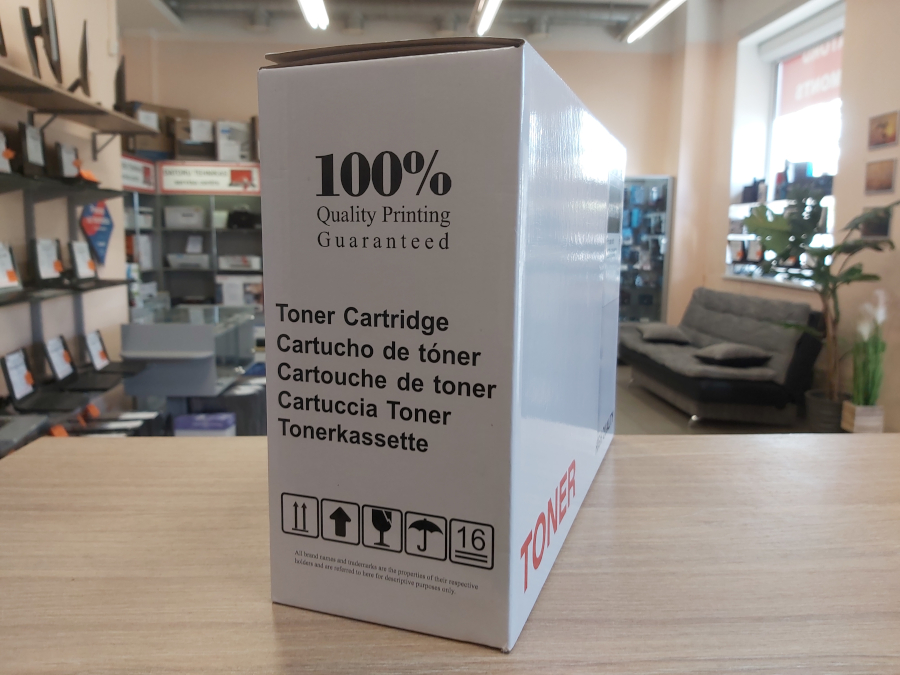 100%
Quality Printing
Guaranteed
Toner Cartridge
Cartucho de tóner
Cartouche de toner
Cartuccia Toner
Tonerkassette
16
All brand names and trademarks are the properties of their respective
holders and are referred to here for descriptive purposes only.
TONER